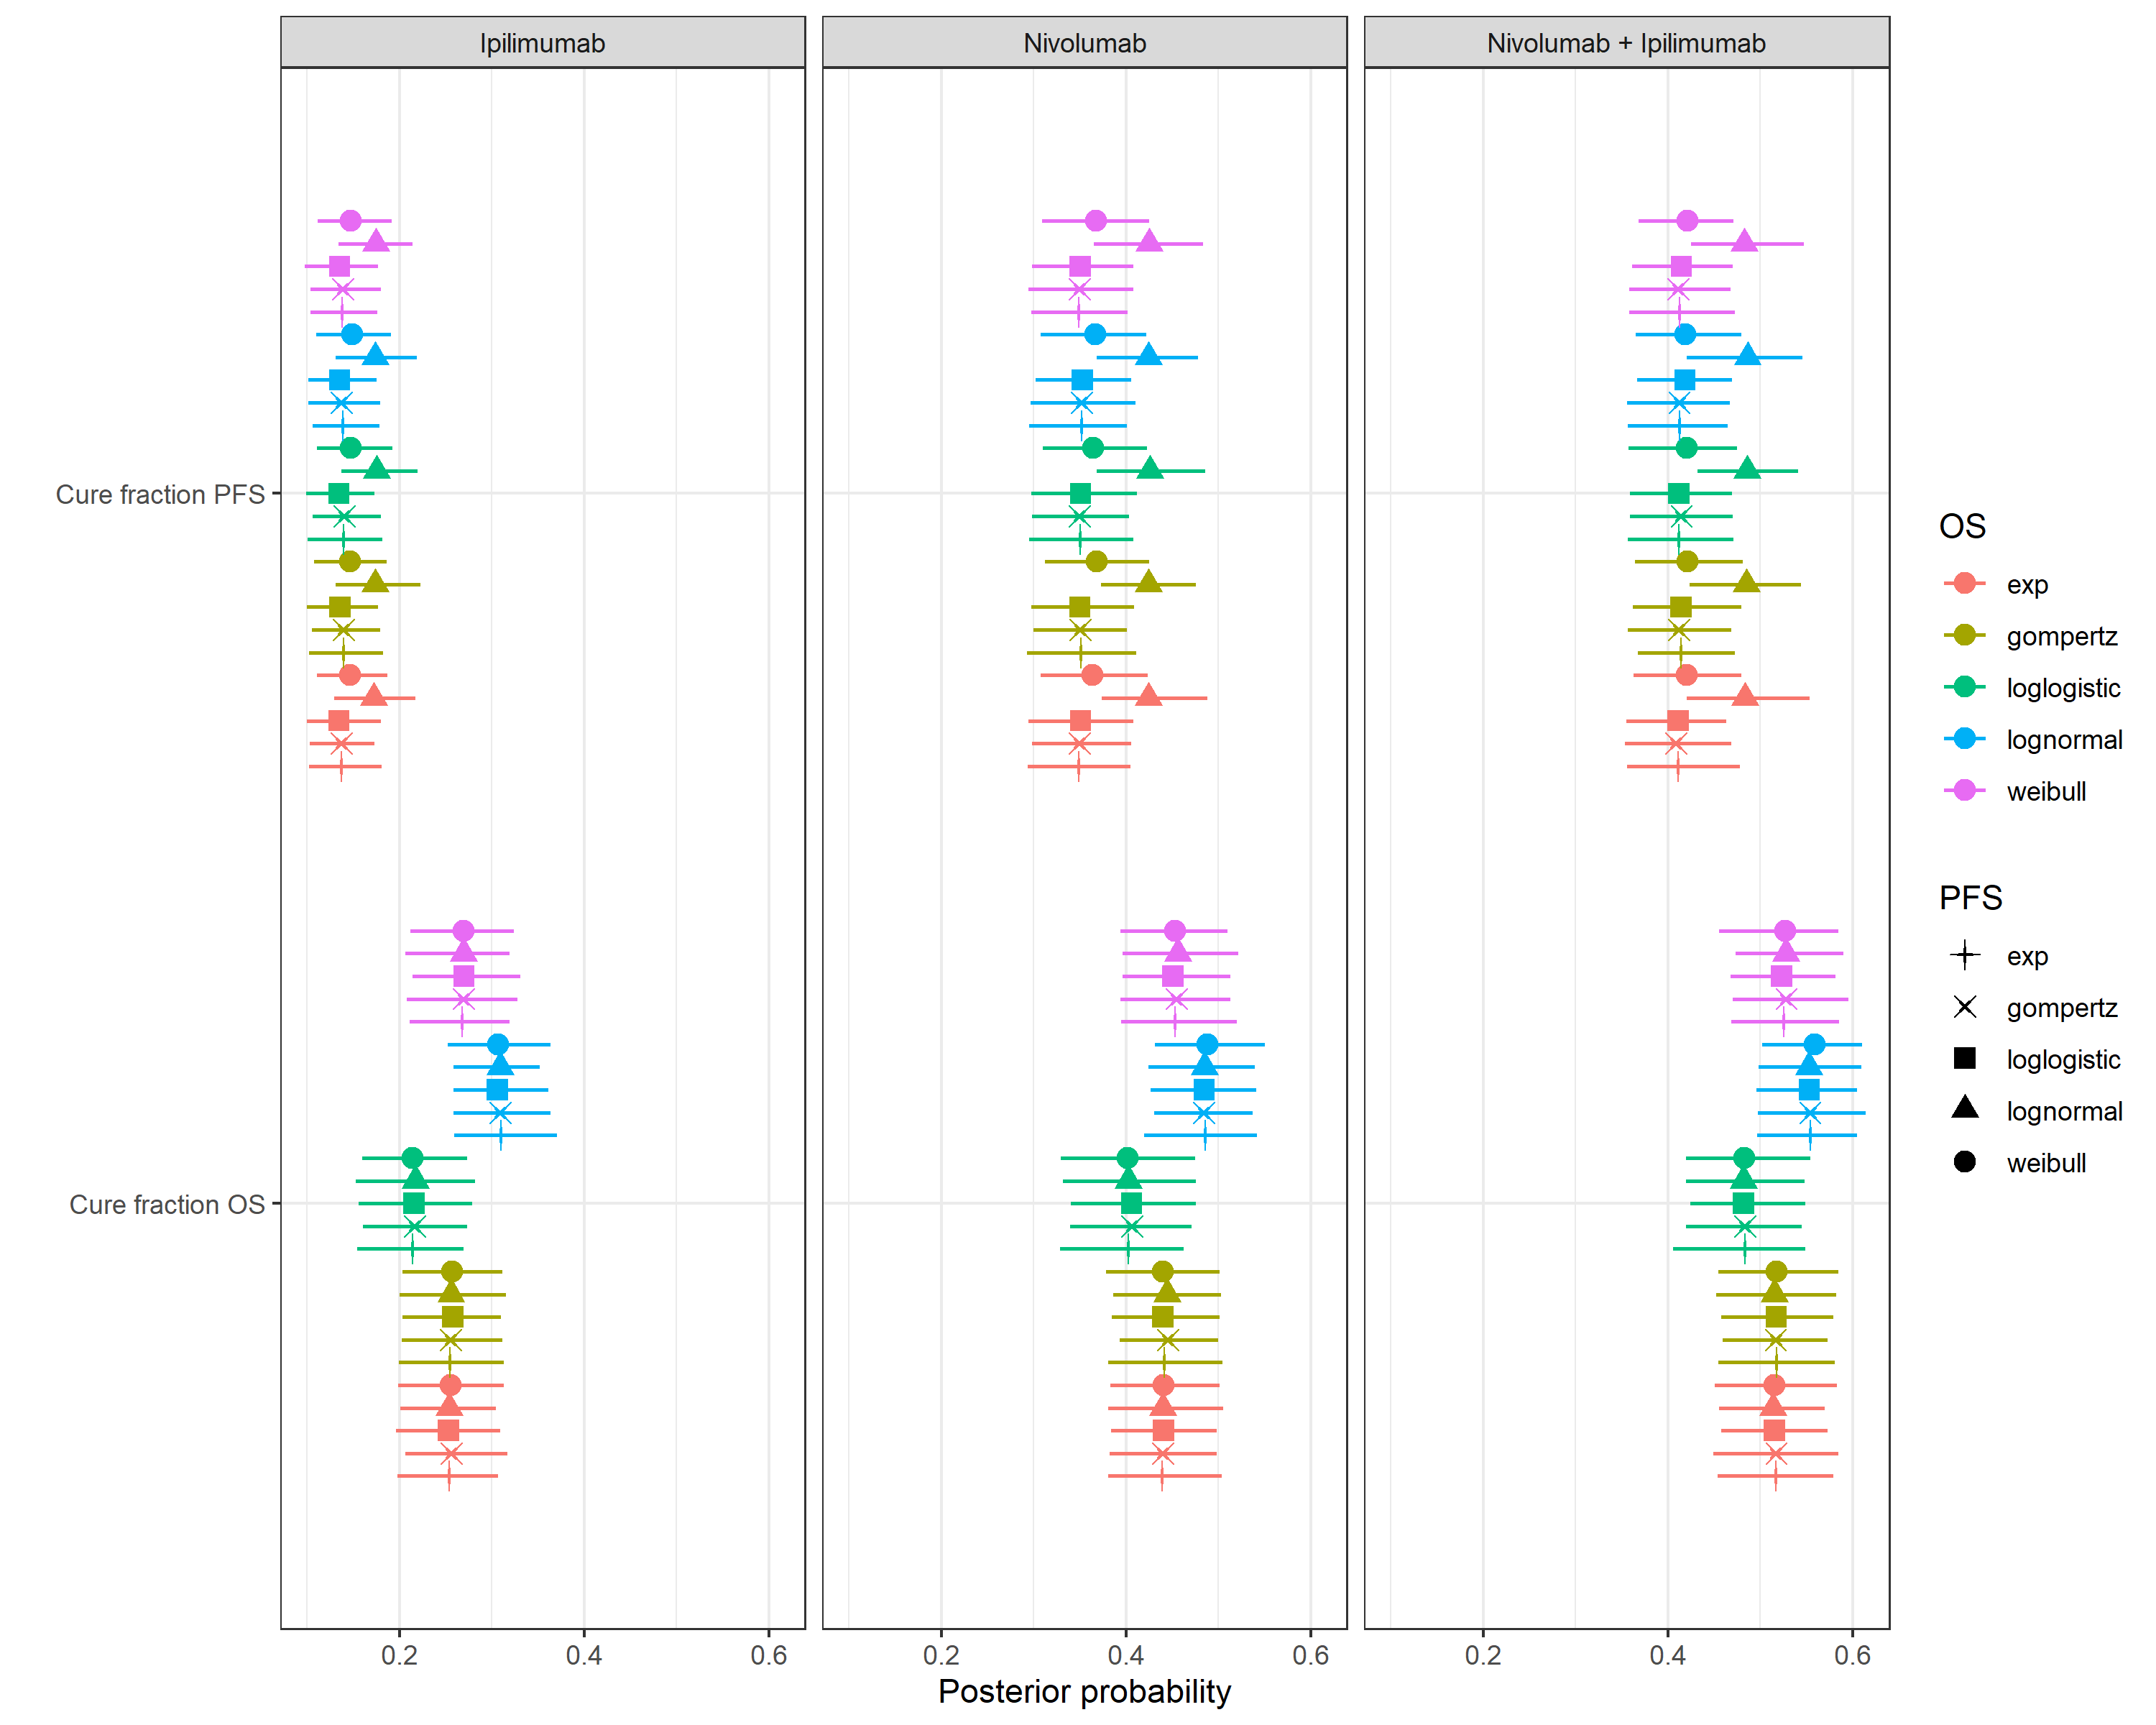 Ipilimumab
Nivolumab
Nivolumab + Ipilimumab
Cure fraction PFS
Cure fraction OS
0.2
0.4
0.6
0.2
0.4
0.6
0.2
0.4
0.6
Posterior probability
OS
exp
gompertz
loglogistic
lognormal
weibull
PFS
exp
gompertz
loglogistic
lognormal
weibull